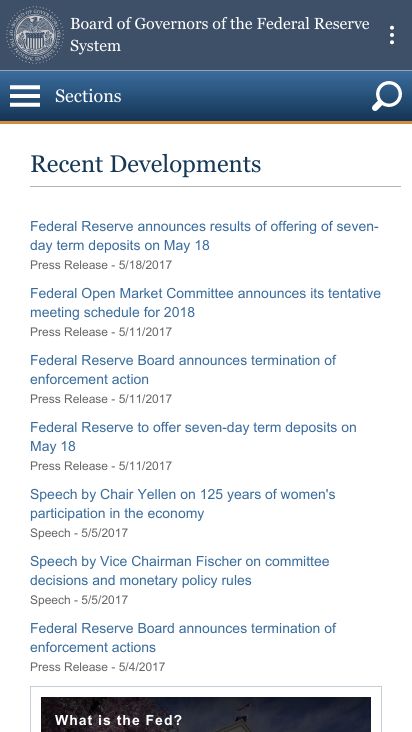 Board of Governors of the Federal Reserve
System
Sections
Recent Developments
Federal Reserve announces results of offering of seven-
day term deposits on May 18
Press Release - 5/18/2017
Federal Open Market Committee announces its tentative
meeting schedule for 2018
Press Release - 5/11/2017
Federal Reserve Board announces termination of
enforcement action
Press Release - 5/11/2017
Federal Reserve to offer seven-day term deposits on
May 18
Press Release - 5/11/2017
Speech by Chair Yellen on 125 years of women's
participation in the economy
Speech - 5/5/2017
Speech by Vice Chairman Fischer on committee
decisions and monetary policy rules
Speech - 5/5/2017
Federal Reserve Board announces termination of
enforcement actions
Press Release - 5/4/2017
What is the Fed?